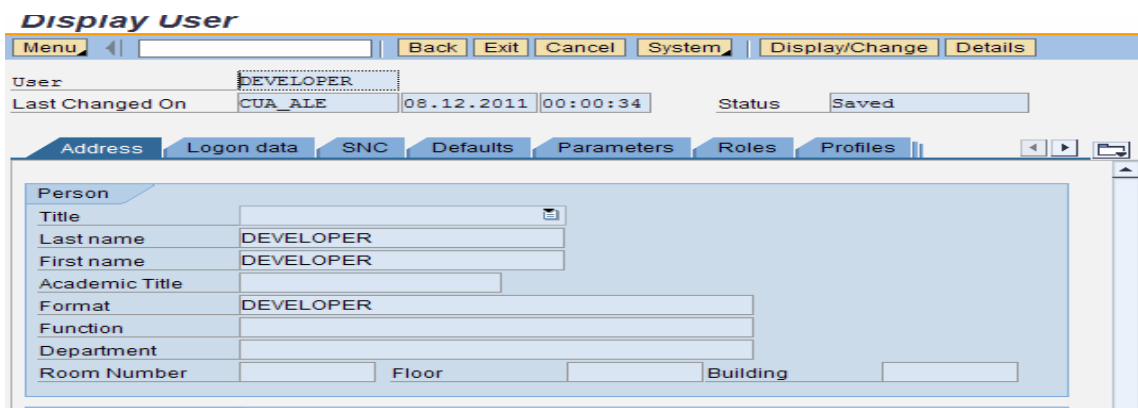 Display User
Menu Back Exit Cancel System Display/Change Details
User DEVELOPER
Last Changed On CUA_ALE 08.12.2011 00:00:34 Status Saved
Address Logon data SNC Defaults Parameters Roles Profiles
Person
Title
Last name DEVELOPER
First name DEVELOPER
Academic Title
Format DEVELOPER
Function
Department
Room Number Floor Building